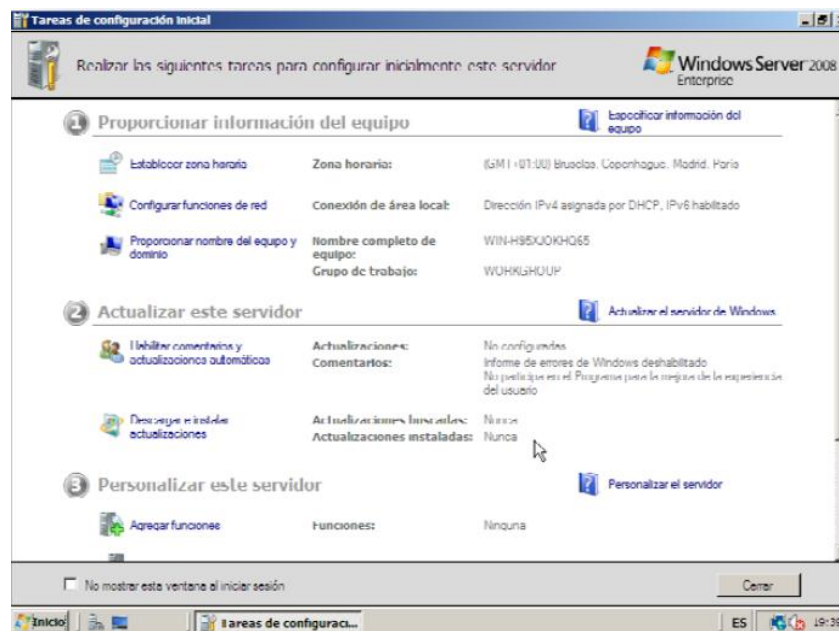 Tareas de configuración inicial
Realizar las siguientes tareas para configurar inicialmente este servidor
Windows Server 2008
Enterprise
1 Proporcionar información del equipo
Especificar información del
equipo
Establecer zona horaria
Zona horaria:
(GMT+01:00) Bruselas, Copenhague, Madrid, París
Configurar funciones de red
Conexión de área local:
Dirección IPv4 asignada por DHCP, IPv6 habilitado
Proporcionar nombre del equipo y
dominio
Nombre completo de
equipo:
WIN-H95XJOKHQ65
Grupo de trabajo:
WORKGROUP
2 Actualizar este servidor
Actualizar el servidor de Windows
Habilitar comentarios y
actualizaciones automáticas
Actualizaciones:
No configuradas
Comentarios:
Informe de errores de Windows deshabilitado
No participa en el Programa para la mejora de la experiencia
del usuario
Descargar e instalar
actualizaciones
Actualizaciones buscadas:
Nunca
Actualizaciones instaladas:
Nunca
3 Personalizar este servidor
Personalizar el servidor
Agregar funciones
Funciones:
Ninguna
No mostrar esta ventana al iniciar sesión
Cerrar
Inicio
Tareas de configuraci...
ES